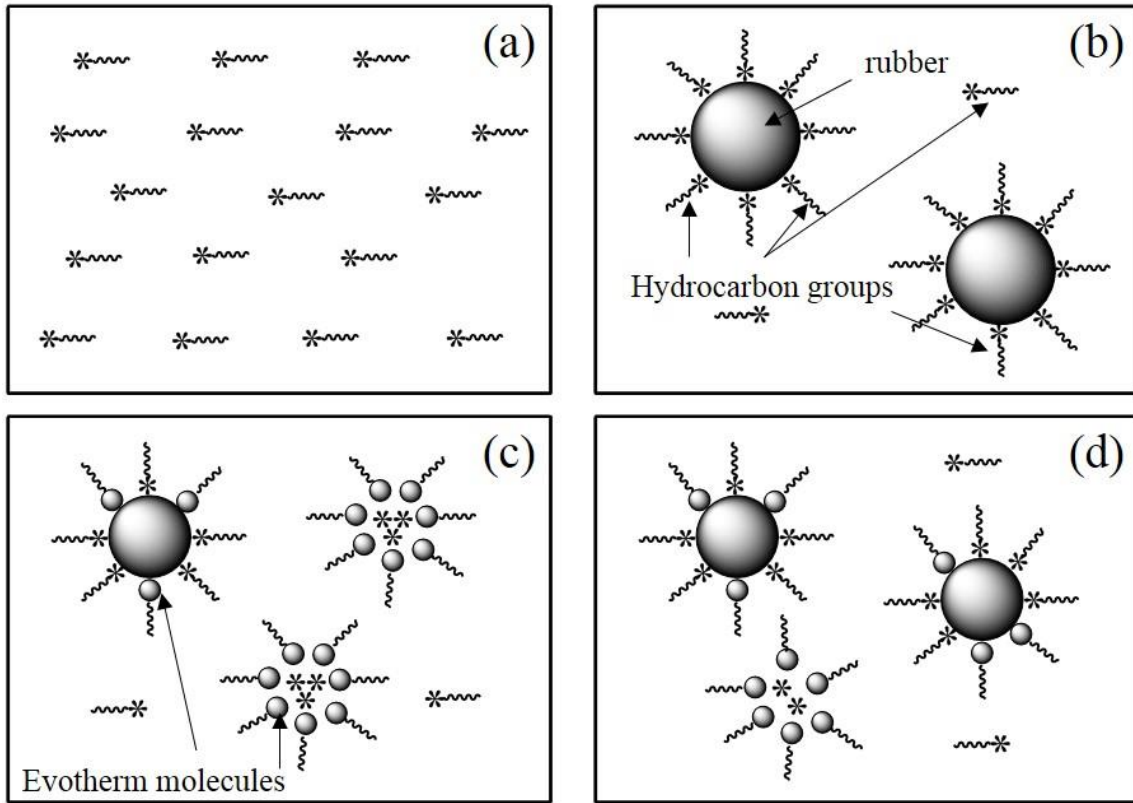 (a)
(b)
rubber
Hydrocarbon groups
(c)
Evotherm molecules
(d)